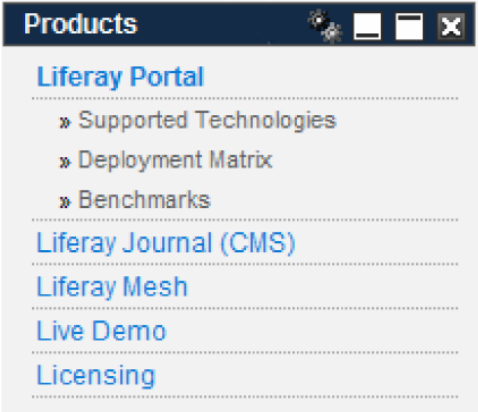 Products
Liferay Portal
» Supported Technologies
» Deployment Matrix
» Benchmarks
Liferay Journal (CMS)
Liferay Mesh
Live Demo
Licensing